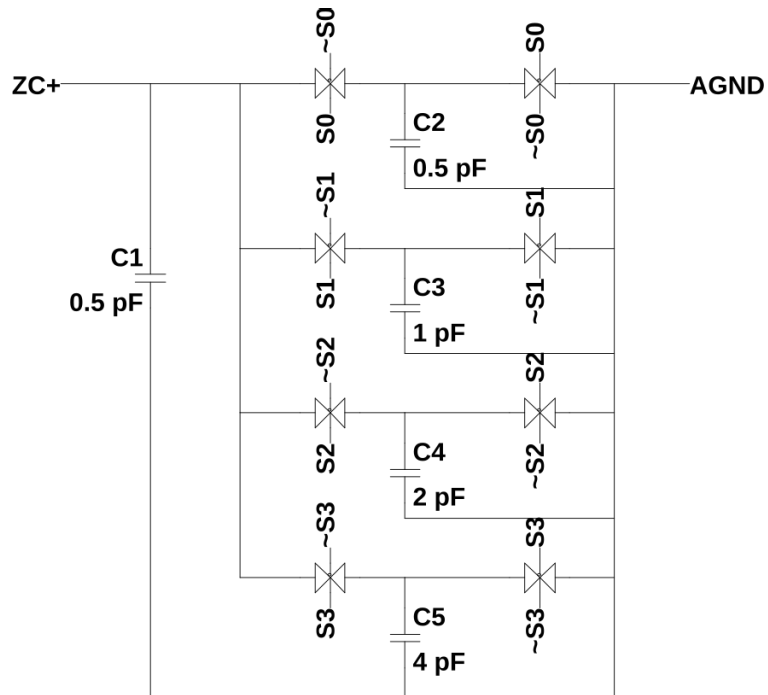 ~S0
S0
ZC+
AGND
S0
~S0
C2
0.5 pF
~S1
S1
C1
0.5 pF
S1
~S1
C3
1 pF
~S2
S2
S2
~S2
C4
2 pF
~S3
S3
S3
~S3
C5
4 pF